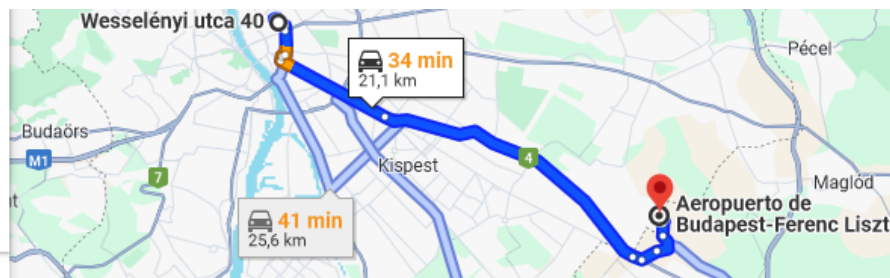 Wesselényi utca 40
34 min
21,1 km
Pécel
Budaörs
M1
7
Kispest
4
Maglód
41 min
25,6 km
Aeropuerto de
Budapest-Ferenc Liszt